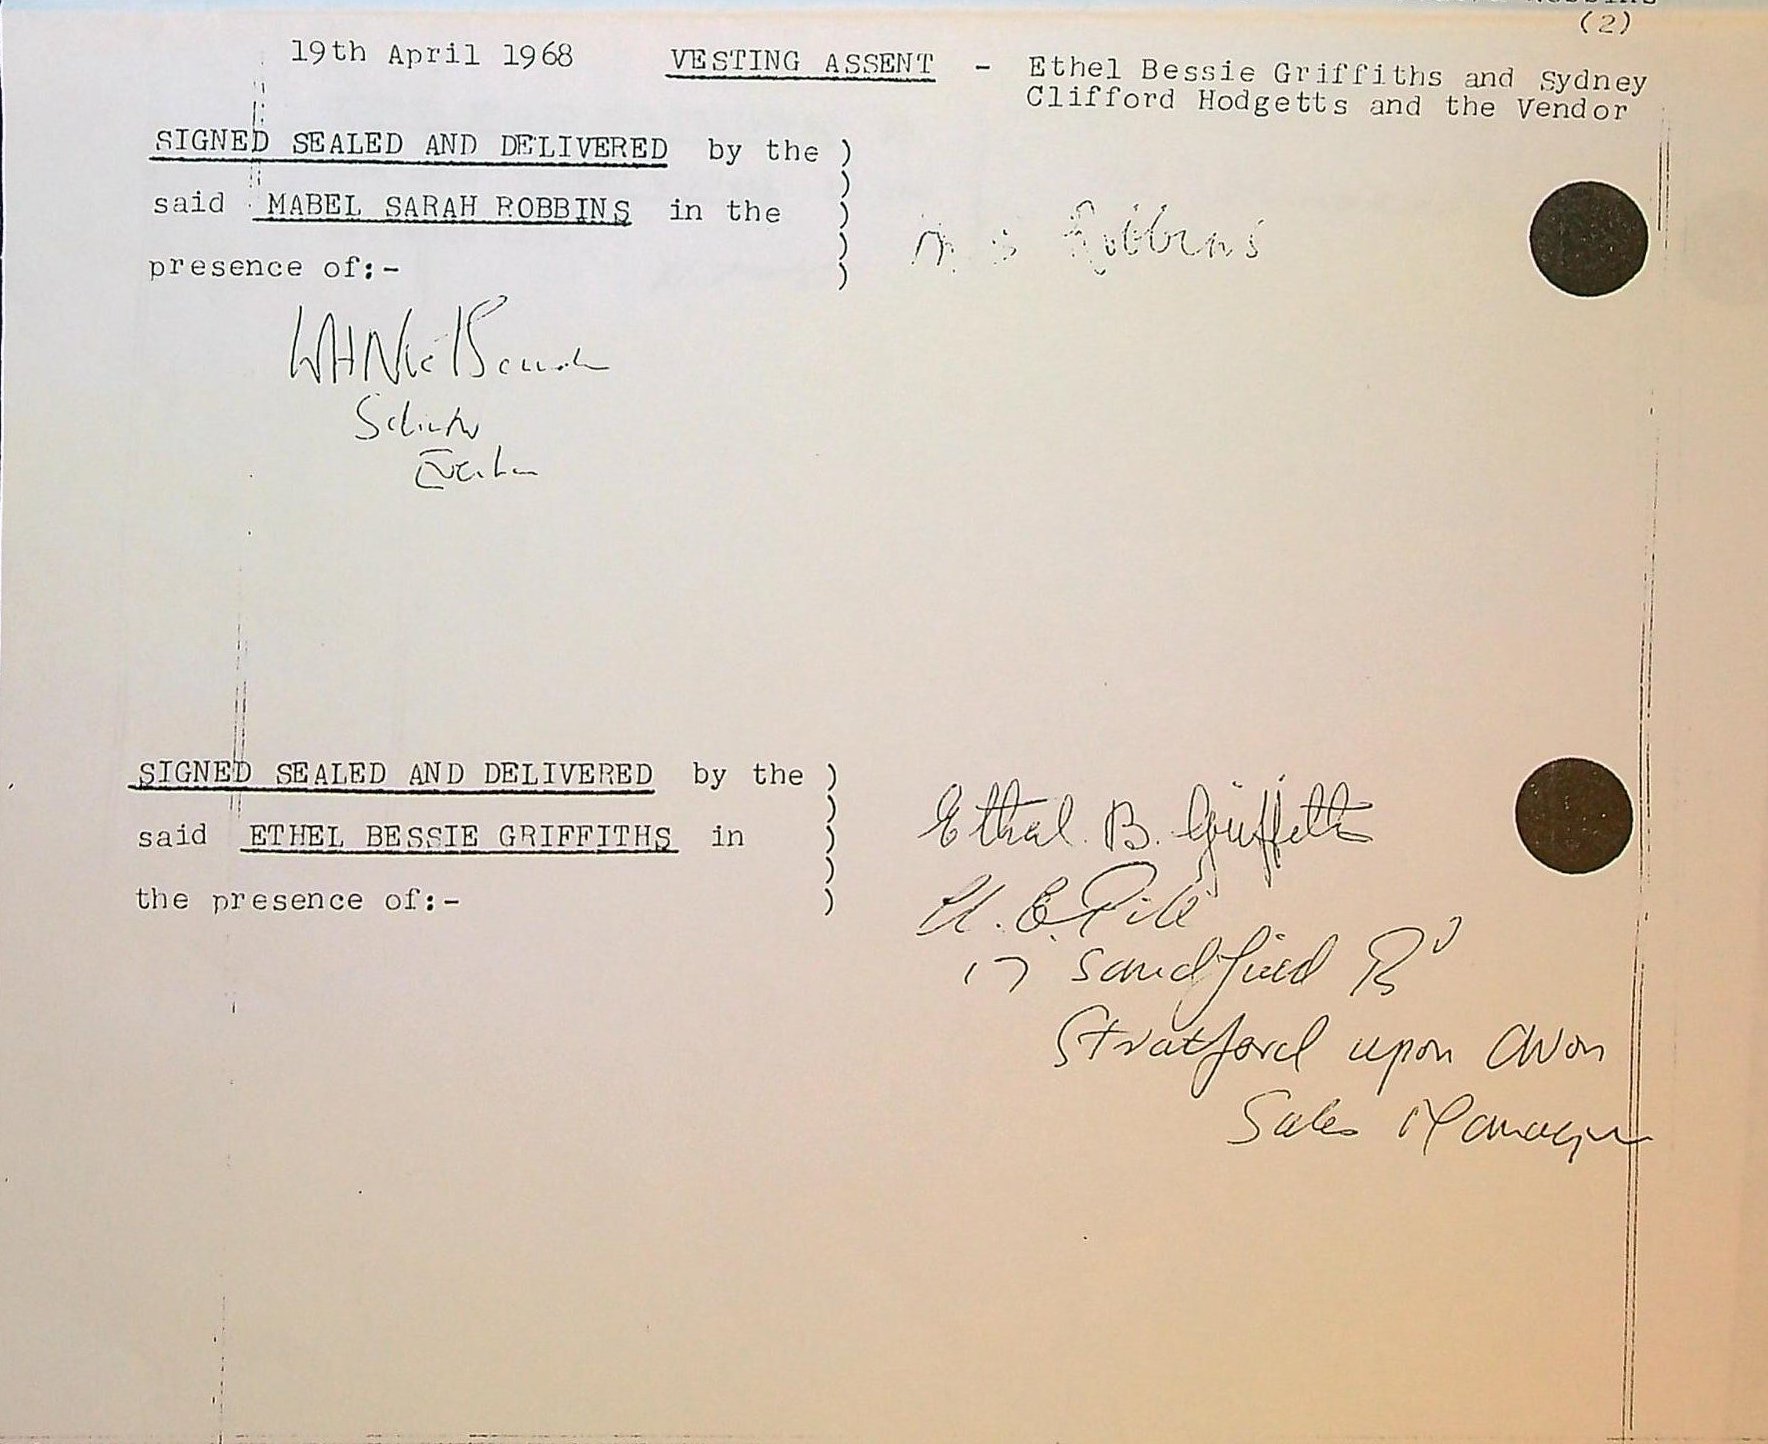 (2)
19th April 1968 VESTING ASSENT - Ethel Bessie Griffiths and Sydney
Clifford Hodgetts and the Vendor
SIGNED SEALED AND DELIVERED by the )
said MABEL SARAH ROBBINS in the )
M S Robbins
presence of:- )
Solicitor
SIGNED SEALED AND DELIVERED by the )
Ethel B. Griffiths
said ETHEL BESSIE GRIFFITHS in )
the presence of:- )
17 Sandfield Rd
Stratford upon Avon
Sales Manager